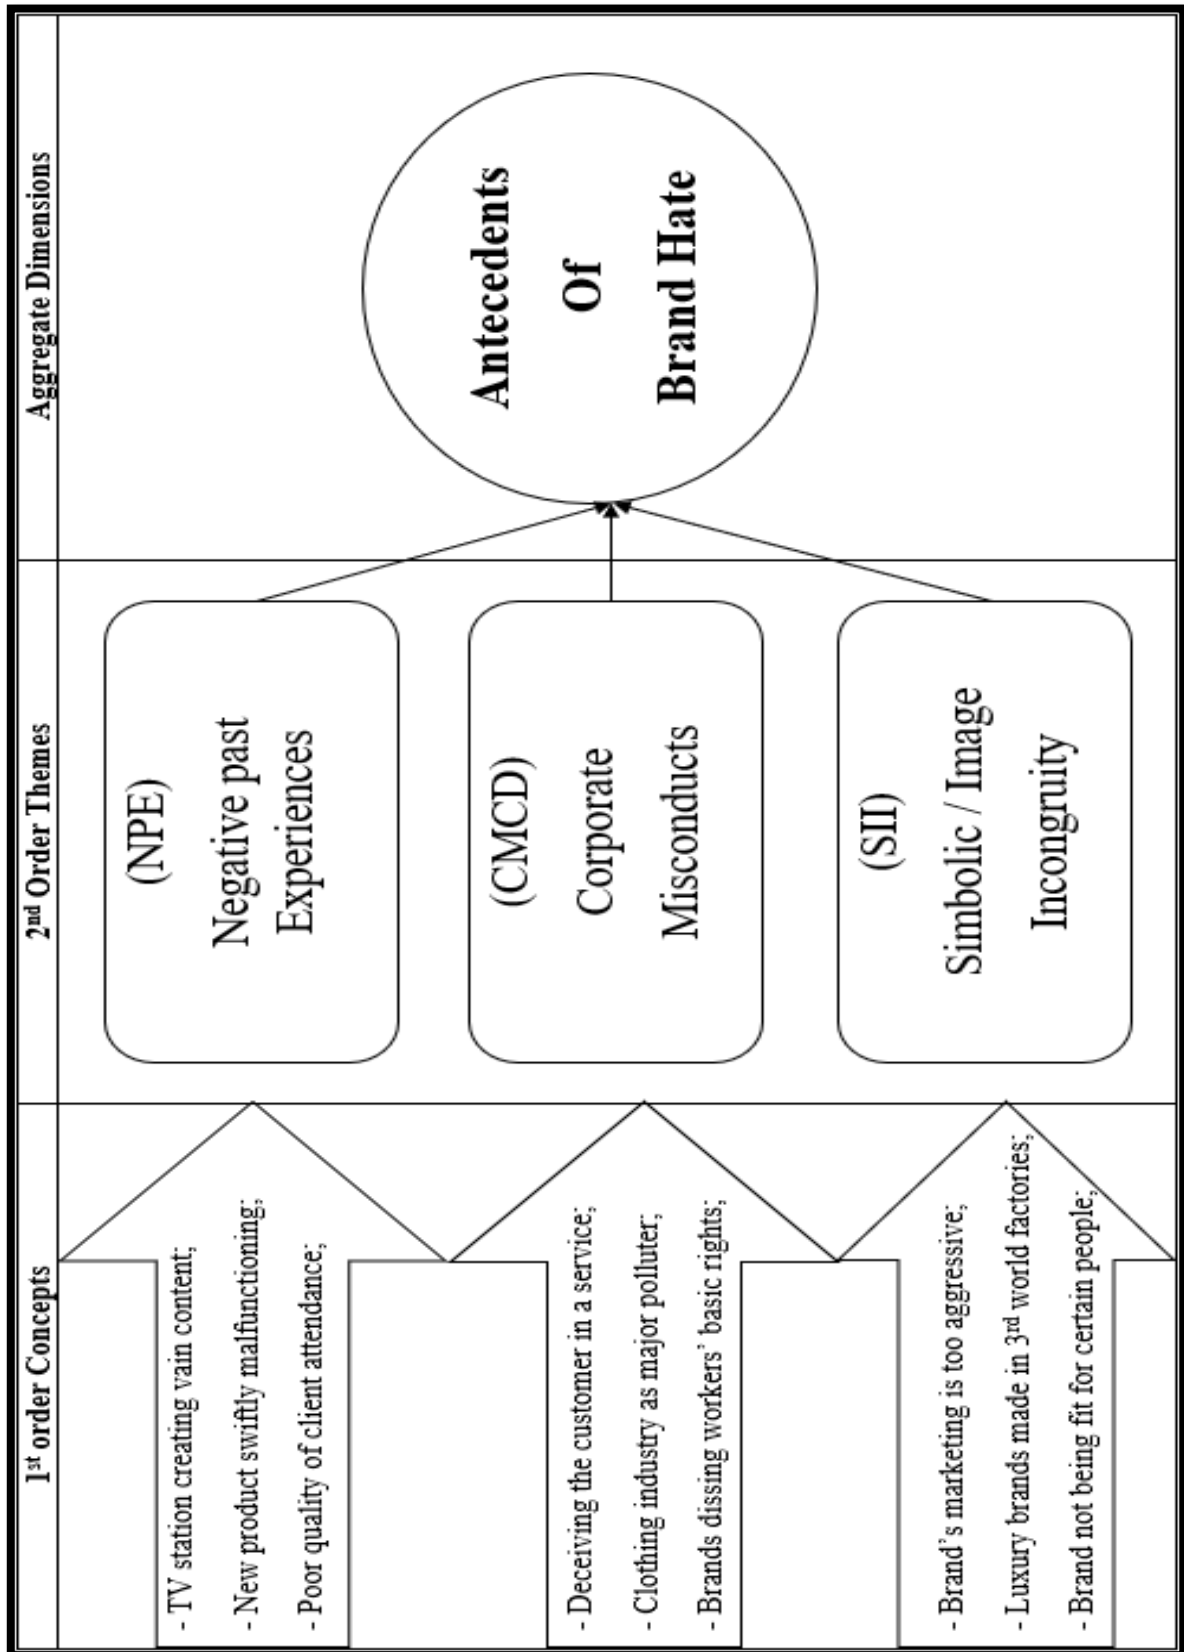 1st order Concepts
2nd Order Themes
Aggregate Dimensions
- TV station creating vain content;
- New product swiftly malfunctioning;
- Poor quality of client attendance;
(NPE)
Negative past
Experiences
- Deceiving the customer in a service;
- Clothing industry as major polluter;
- Brands dissing workers’ basic rights;
(CMCD)
Corporate
Misconducts
- Brand’s marketing is too aggressive;
- Luxury brands made in 3rd world factories;
- Brand not being fit for certain people;
(SII)
Simbolic / Image
Incongruity
Antecedents
Of
Brand Hate